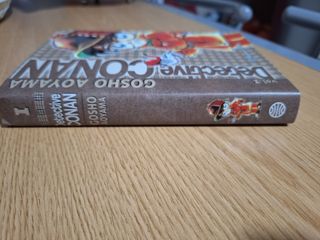 Detective
CONAN
GOSHO
AOYAMA
1
Detective
CONAN
GOSHO
AOYAMA